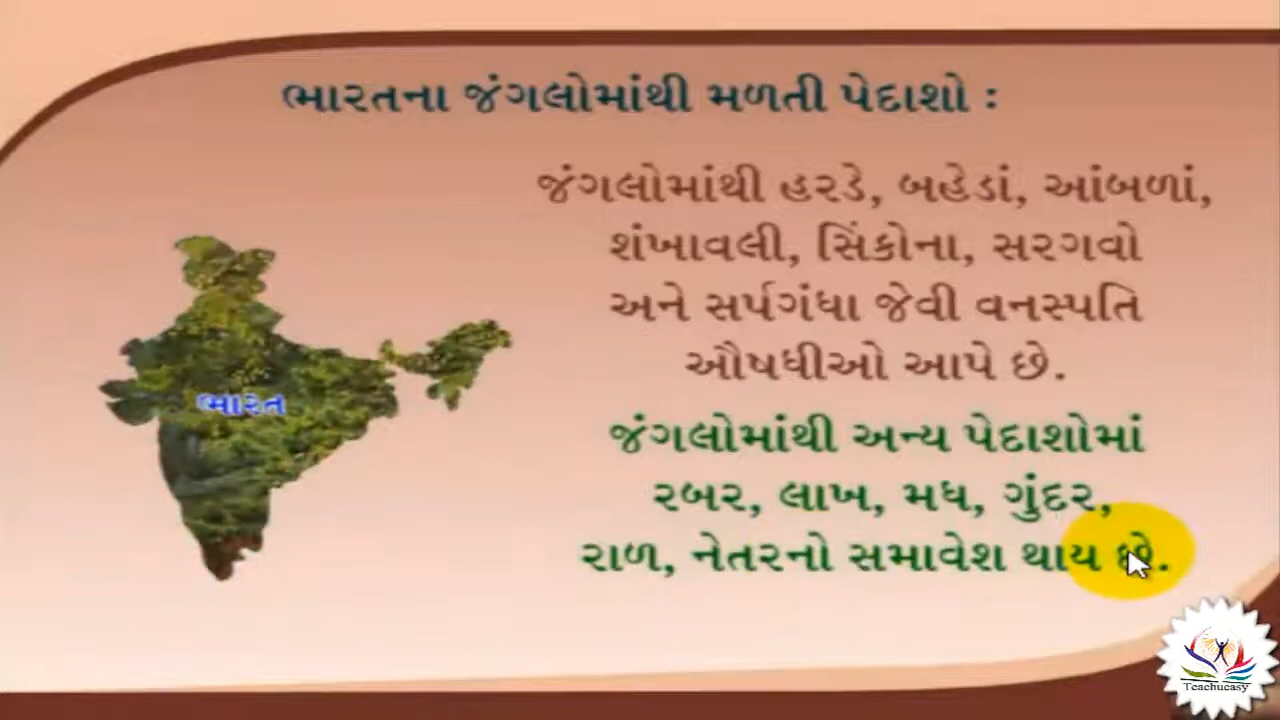 ભારતના જંગલોમાંથી મળતી પેદાશો :
જંગલોમાંથી હરડે, બહેડાં, આંબળાં,
શંખાવલી, સિંકોના, સરગવો
અને સર્પગંધા જેવી વનસ્પતિ
ઔષધીઓ આપે છે.
ભારત
જંગલોમાંથી અન્ય પેદાશોમાં
રબર, લાખ, મધ, ગુંદર,
રાળ, નેતરનો સમાવેશ થાય છે.
Teachueasy